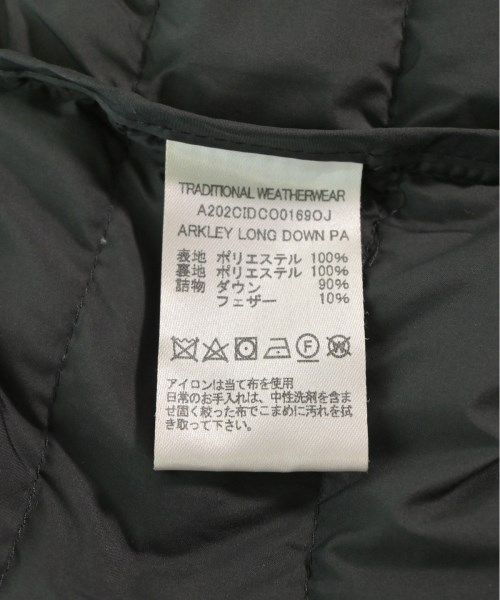 TRADITIONAL WEATHERWEAR
A202CIDCO0169OJ
ARKLEY LONG DOWN PA
表地 ポリエステル 100%
裏地 ポリエステル 100%
詰物 ダウン 90%
フェザー 10%
F W
アイロンは当て布を使用
日常のお手入れは、中性洗剤を含ま
せ固く絞った布でこまめに汚れを拭
き取って下さい。